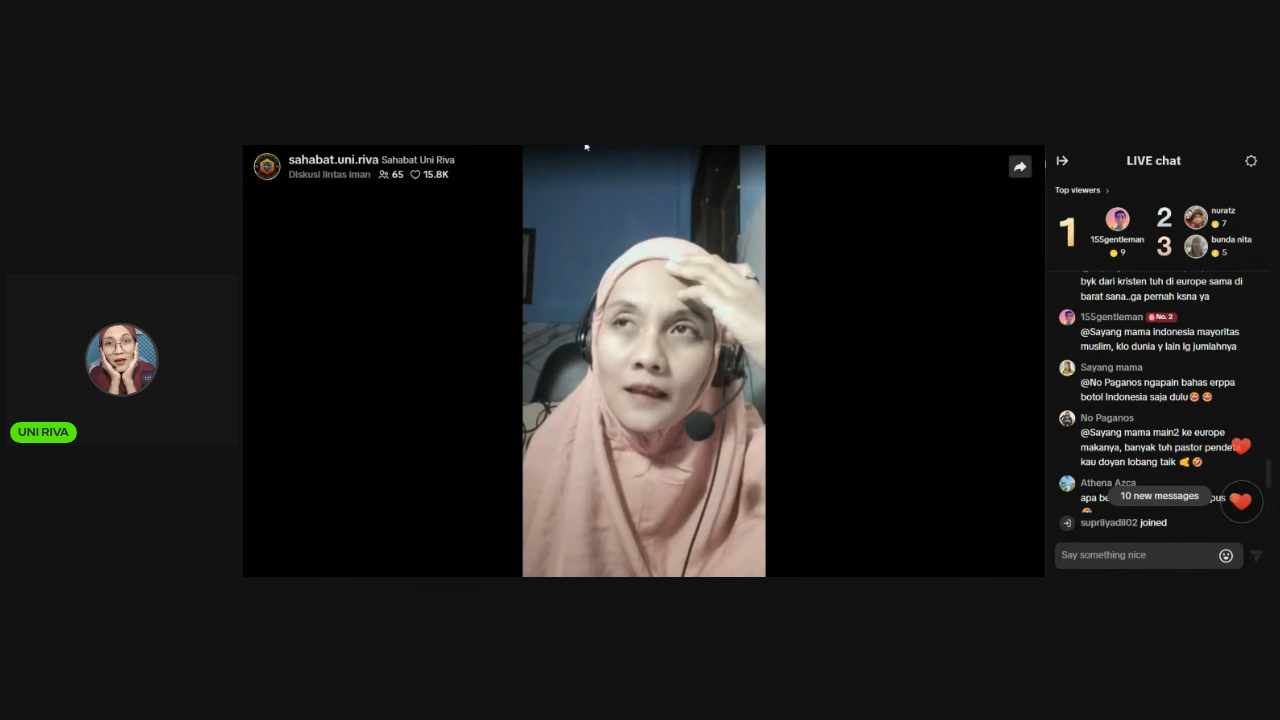 sahabat.uni.riva Sahabat Uni Riva
Diskusi lintas Iman 65 15.8K
UNI RIVA
LIVE chat
Top viewers >
1
155gentleman
9
2
nuratz
7
3
bunda nita
5
byk dari kristen tuh di europe sama di
barat sana..ga pernah ksna ya
155gentleman No. 2
@Sayang mama indonesia mayoritas
muslim, klo dunia y lain lg jumlahnya
Sayang mama
@No Paganos ngapain bahas erppa
botol Indonesia saja dulu🥰 🥰
No Paganos
@Sayang mama main2 ke europe
makanya, banyak tuh pastor pendeta
kau doyan lobang taik 🤙 🤣
Athena Azca
apa
10 new messages
supriiyadii02 joined
Say something nice